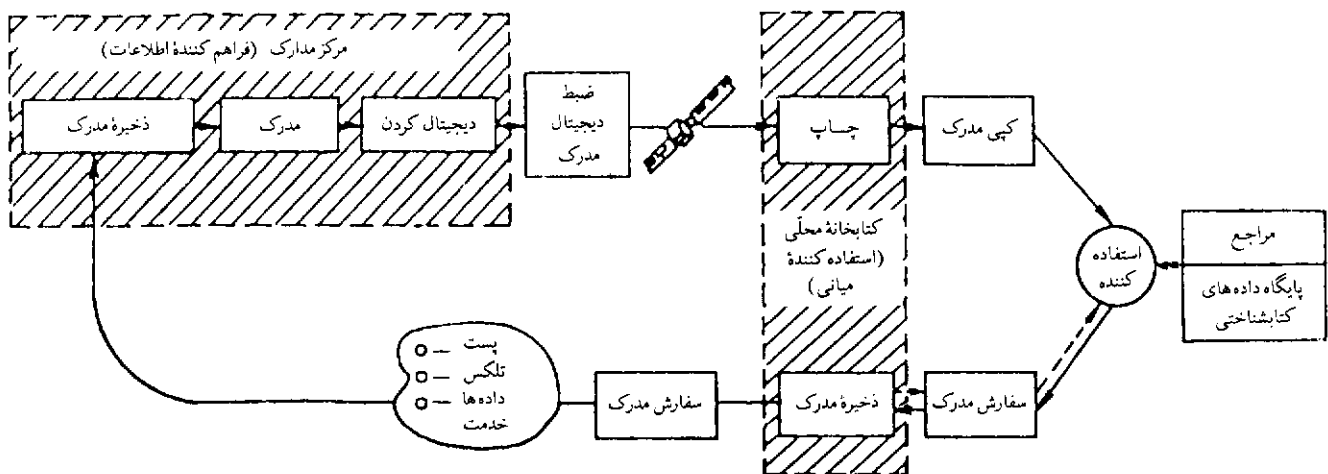 مرکز مدارک (فراهم کنندهٔ اطلاعات)
ذخیرهٔ مدرک
مدرک
دیجیتال کردن
ضبط
دیجیتال
مدرک
چاپ
کپی مدرک
کتابخانهٔ محلّی
(استفاده کنندهٔ
میانی)
استفاده
کننده
مراجع
پایگاه داده‌های
کتابشناختی
پست
تلکس
داده‌ها
خدمت
سفارش مدرک
ذخیرهٔ مدرک
سفارش مدرک